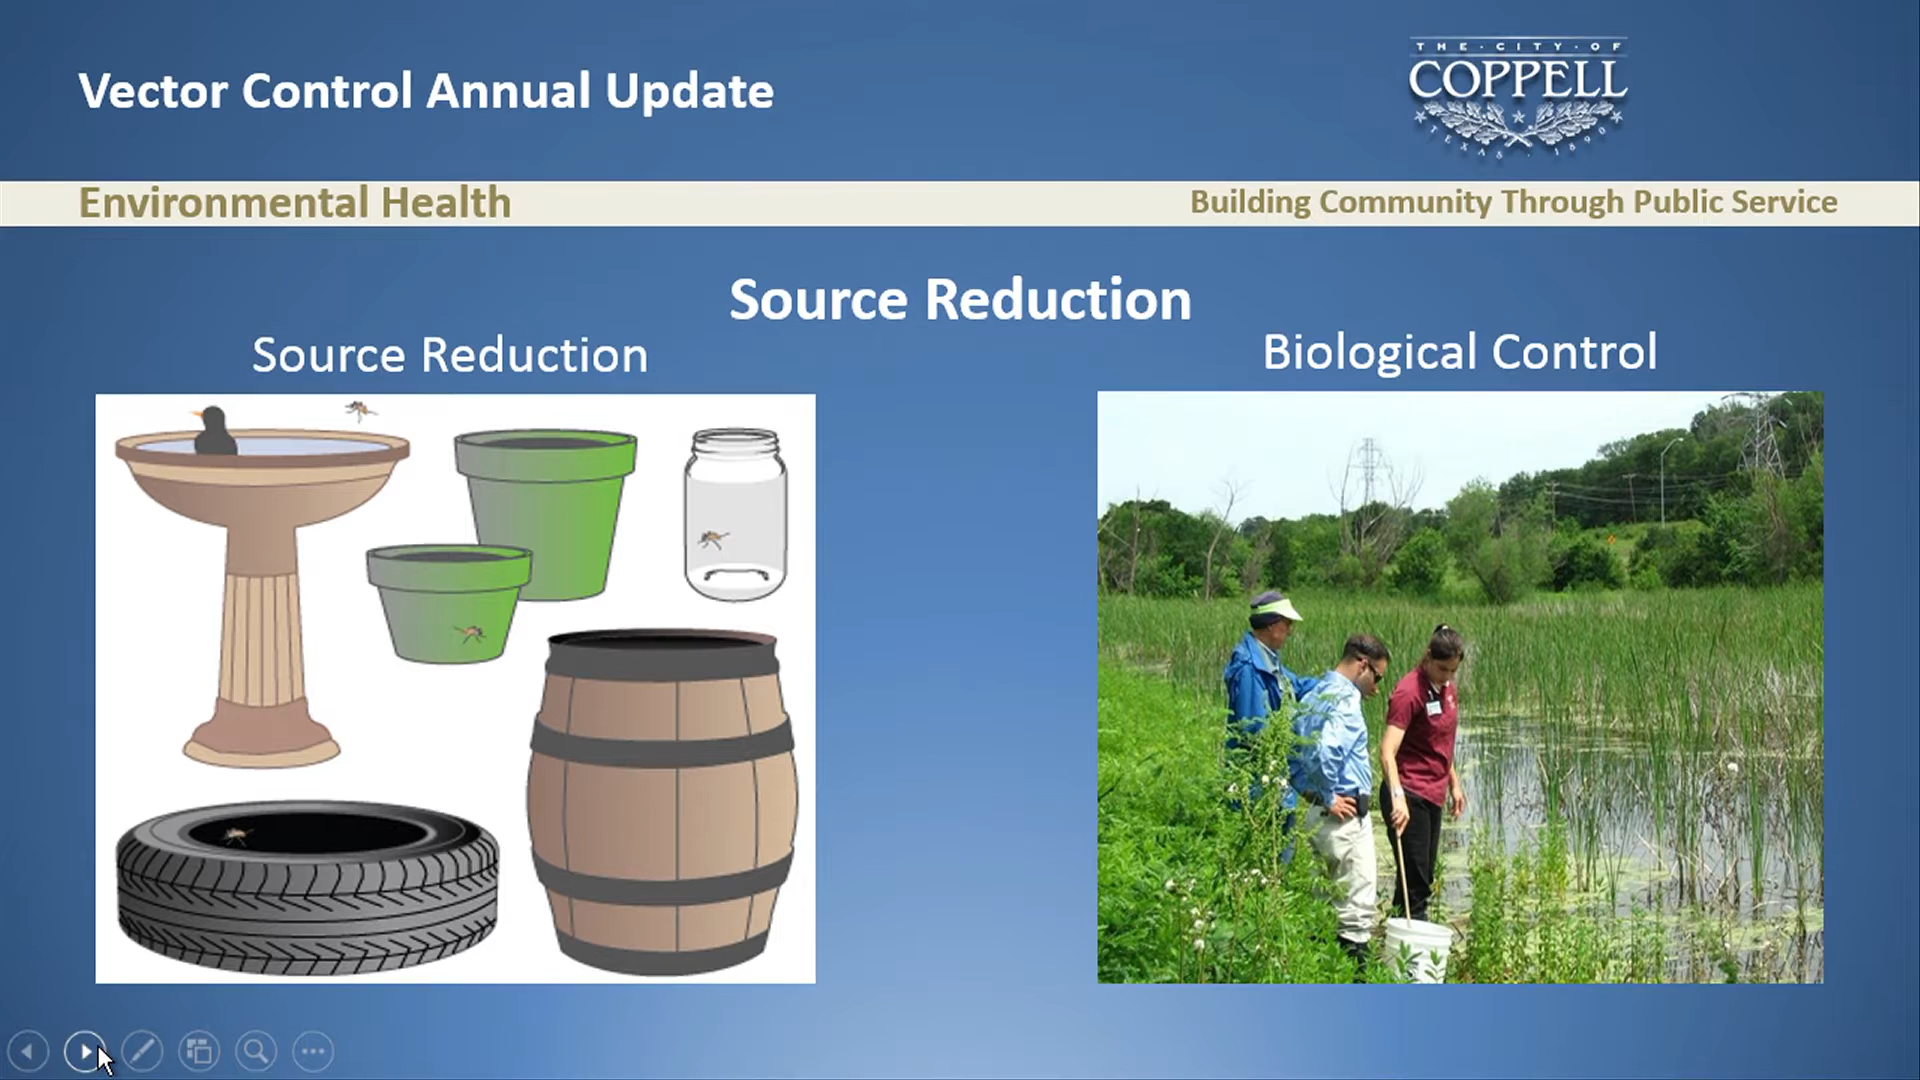 Vector Control Annual Update
THE · CITY · OF
COPPELL
TEXAS · 1890
Environmental Health
Building Community Through Public Service
Source Reduction
Source Reduction
Biological Control